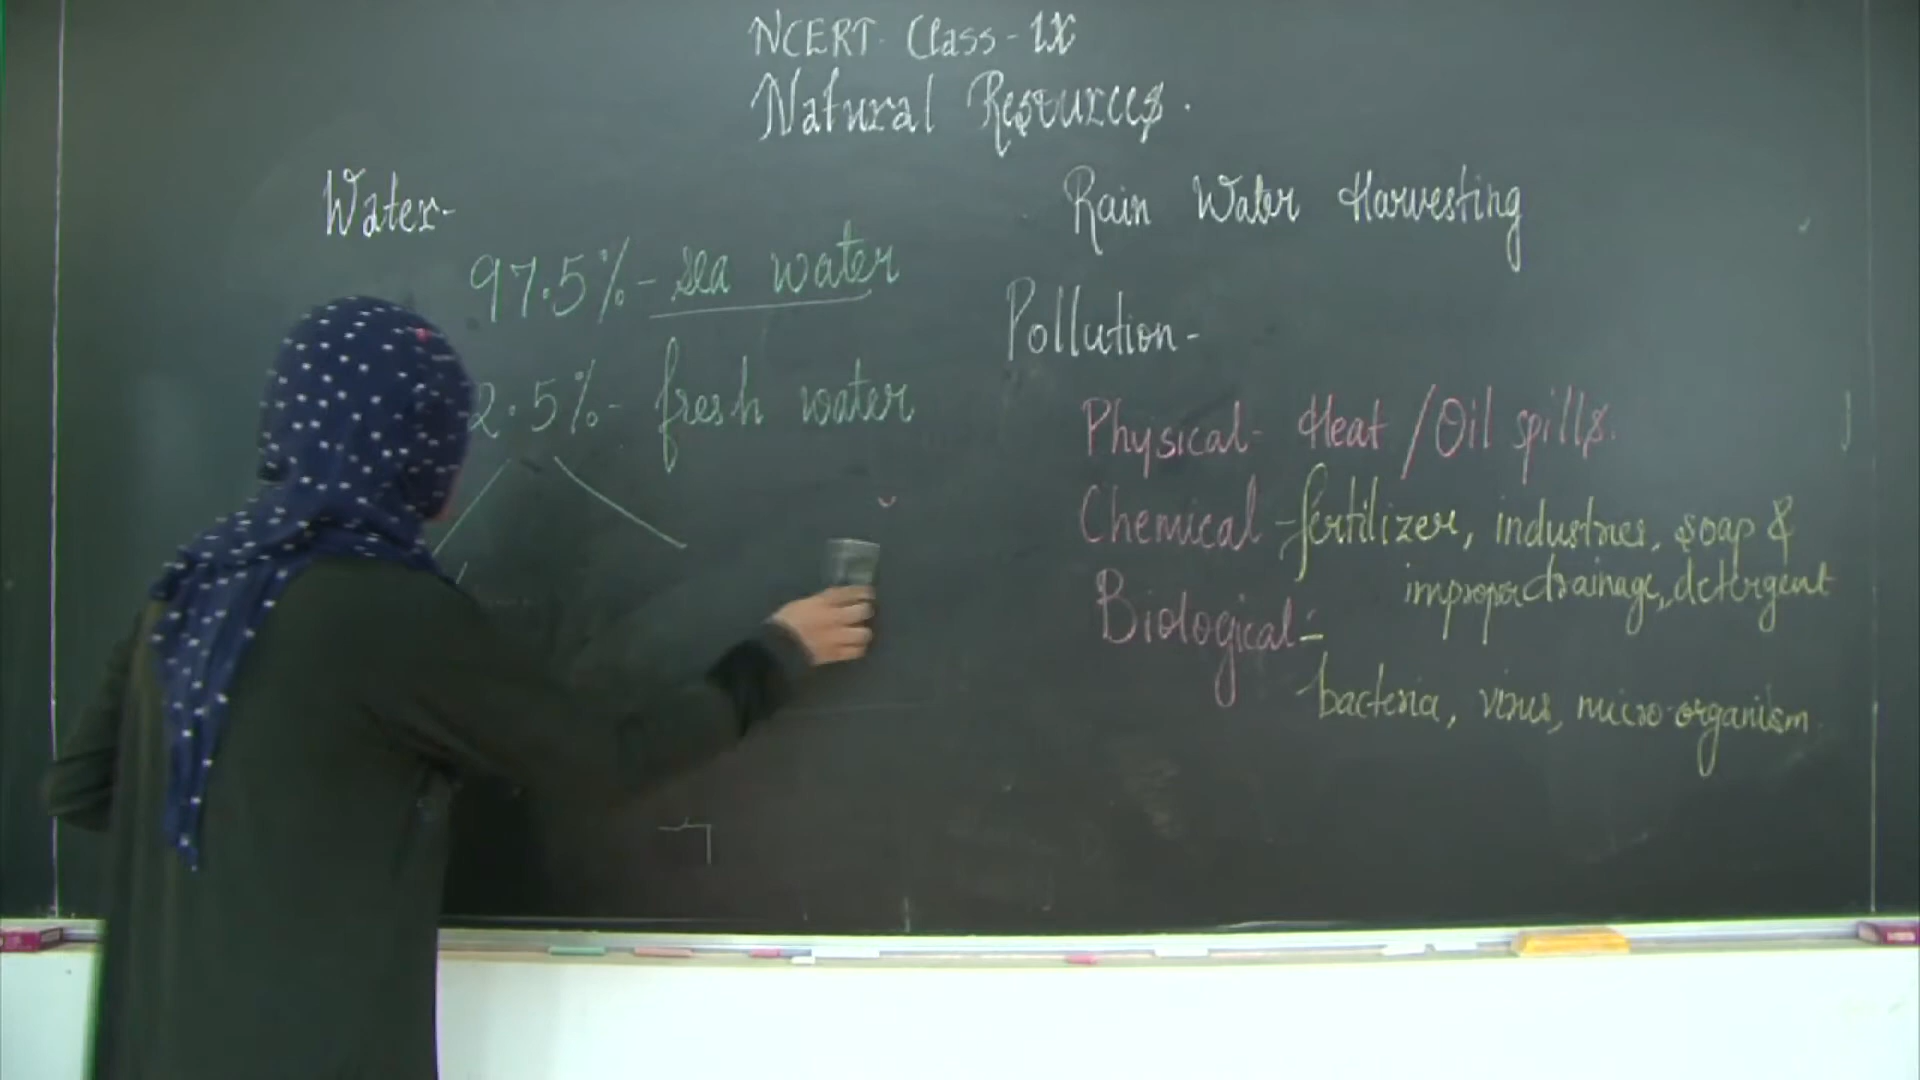 NCERT- Class - IX
Natural Resources.
Water-
97.5% - sea water
2.5% - fresh water
Rain Water Harvesting
Pollution -
Physical - Heat / Oil spills.
Chemical - fertilizer, industries, soap &
improper drainage, detergent
Biological :-
bacteria, virus, micro-organism.